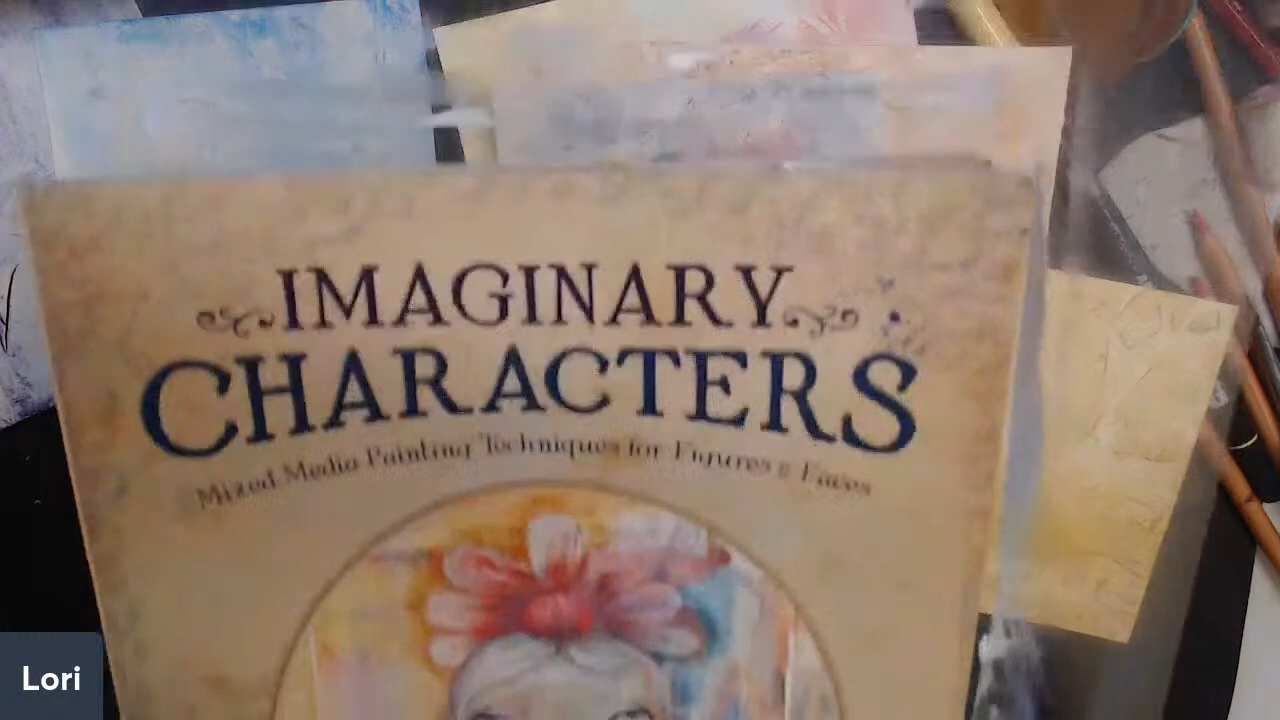 IMAGINARY
CHARACTERS
Mixed Media Painting Techniques for Figures & Faces
Lori